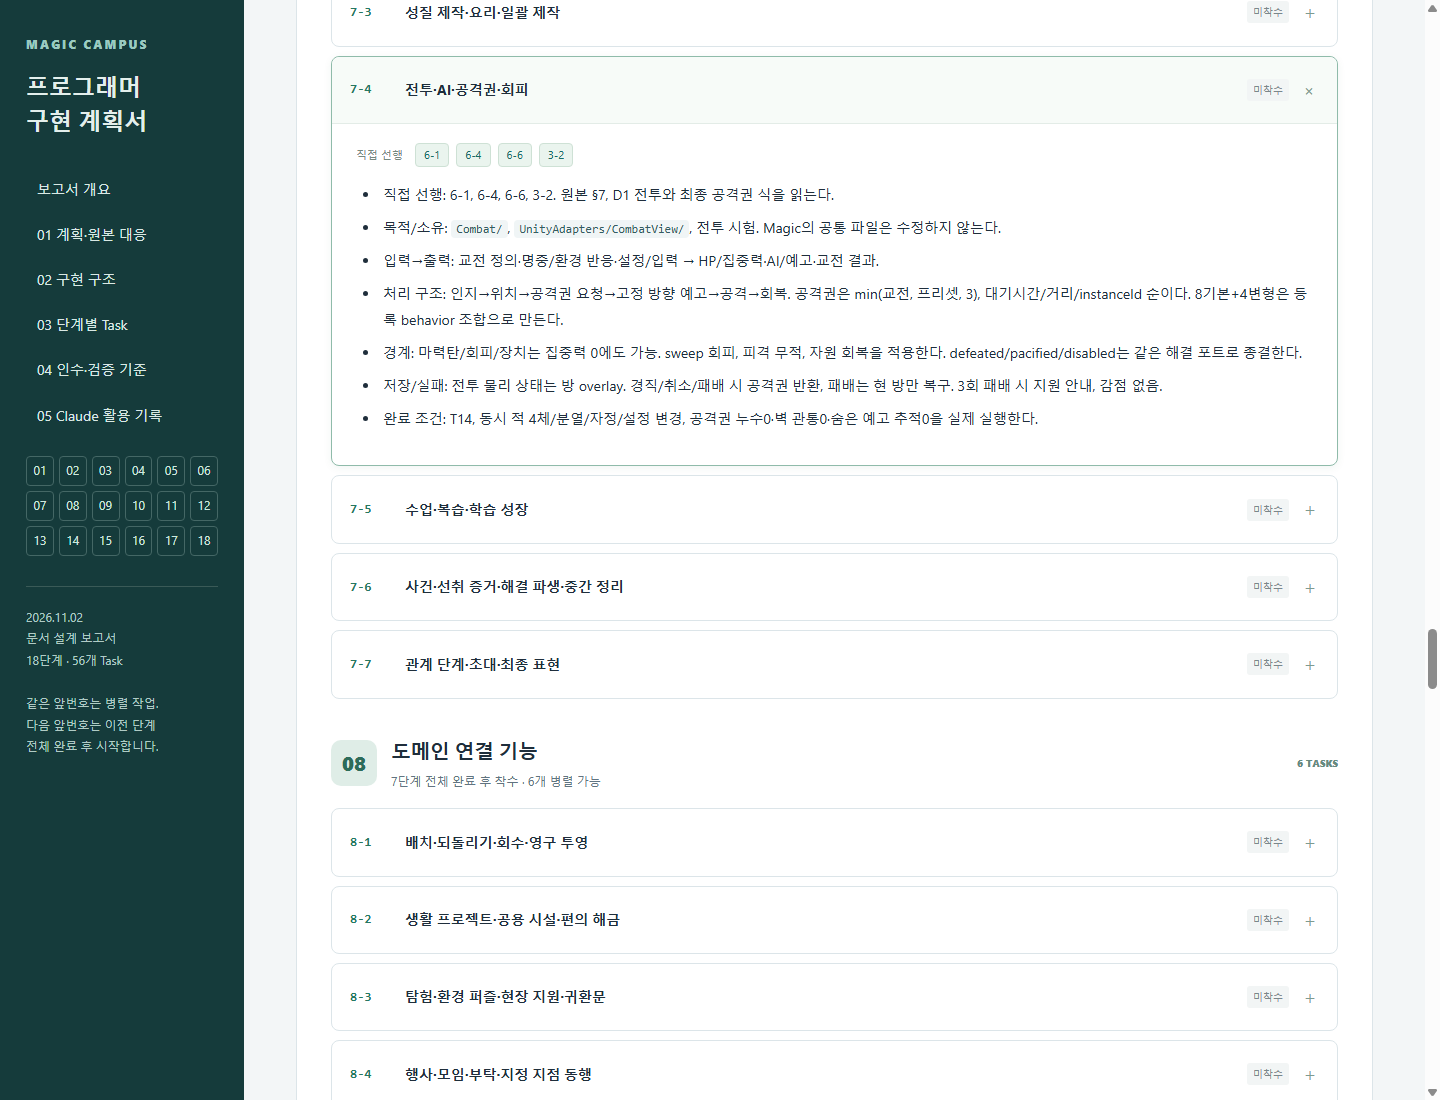 MAGIC CAMPUS
프로그래머
구현 계획서
보고서 개요
01 계획·원본 대응
02 구현 구조
03 단계별 Task
04 인수·검증 기준
05 Claude 활용 기록
01 02 03 04 05 06
07 08 09 10 11 12
13 14 15 16 17 18
2026.11.02
문서 설계 보고서
18단계 · 56개 Task
같은 앞번호는 병렬 작업.
다음 앞번호는 이전 단계
전체 완료 후 시작합니다.
7-3 성질 제작·요리·일괄 제작 미착수 +
7-4 전투·AI·공격권·회피 미착수 ×
직접 선행 6-1 6-4 6-6 3-2
• 직접 선행: 6-1, 6-4, 6-6, 3-2. 원본 §7, D1 전투와 최종 공격권 식을 읽는다.
• 목적/소유: Combat/, UnityAdapters/CombatView/, 전투 시험. Magic의 공통 파일은 수정하지 않는다.
• 입력→출력: 교전 정의·명중/환경 반응·설정/입력 → HP/집중력·AI/예고·교전 결과.
• 처리 구조: 인지→위치→공격권 요청→고정 방향 예고→공격→회복. 공격권은 min(교전, 프리셋, 3), 대기시간/거리/instanceId 순이다. 8기본+4변형은 등
록 behavior 조합으로 만든다.
• 경계: 마력탄/회피/장치는 집중력 0에도 가능. sweep 회피, 피격 무적, 자원 회복을 적용한다. defeated/pacified/disabled는 같은 해결 포트로 종결한다.
• 저장/실패: 전투 물리 상태는 방 overlay. 경직/취소/패배 시 공격권 반환, 패배는 현 방만 복구. 3회 패배 시 지원 안내, 감점 없음.
• 완료 조건: T14, 동시 적 4체/분열/자정/설정 변경, 공격권 누수0·벽 관통0·숨은 예고 추적0을 실제 실행한다.
7-5 수업·복습·학습 성장 미착수 +
7-6 사건·선취 증거·해결 파생·중간 정리 미착수 +
7-7 관계 단계·초대·최종 표현 미착수 +
08 도메인 연결 기능 6 TASKS
7단계 전체 완료 후 착수 · 6개 병렬 가능
8-1 배치·되돌리기·회수·영구 투영 미착수 +
8-2 생활 프로젝트·공용 시설·편의 해금 미착수 +
8-3 탐험·환경 퍼즐·현장 지원·귀환문 미착수 +
8-4 행사·모임·부탁·지정 지점 동행 미착수 +